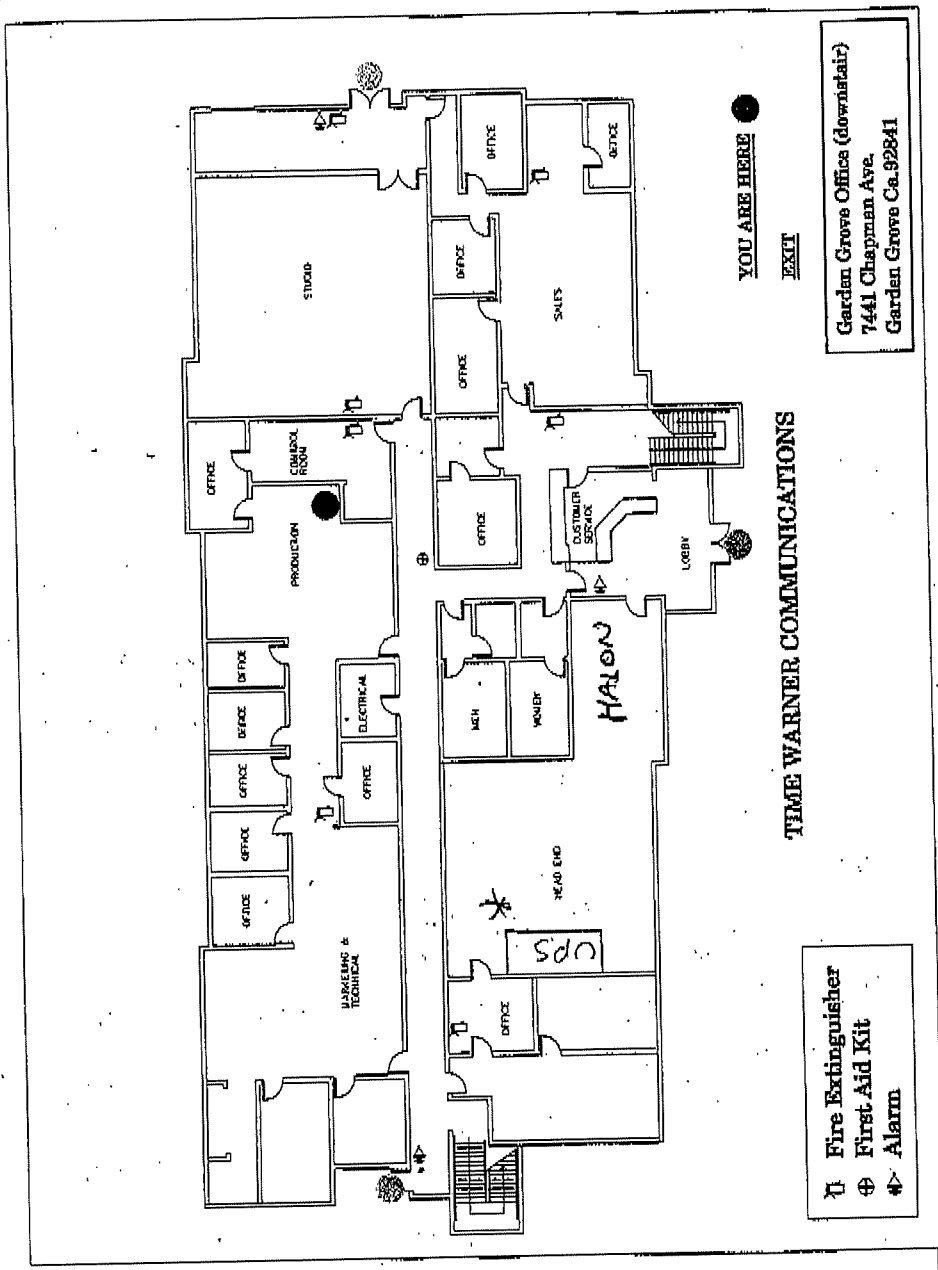 OFFICE
CONTROL
ROOM
STUDIO
PRODUCTION
OFFICE
OFFICE
OFFICE
OFFICE
OFFICE
ELECTRICAL
OFFICE
MARKETING &
TECHNICAL
OFFICE
OFFICE
OFFICE
OFFICE
SALES
OFFICE
CUSTOMER
SERVICE
LOBBY
MEN
WOMEN
HALON
HEAD END
UPS
OFFICE
YOU ARE HERE
EXIT
TIME WARNER COMMUNICATIONS
Fire Extinguisher
First Aid Kit
Alarm
Garden Grove Office (downstair)
7441 Chapman Ave.
Garden Grove Ca.92841